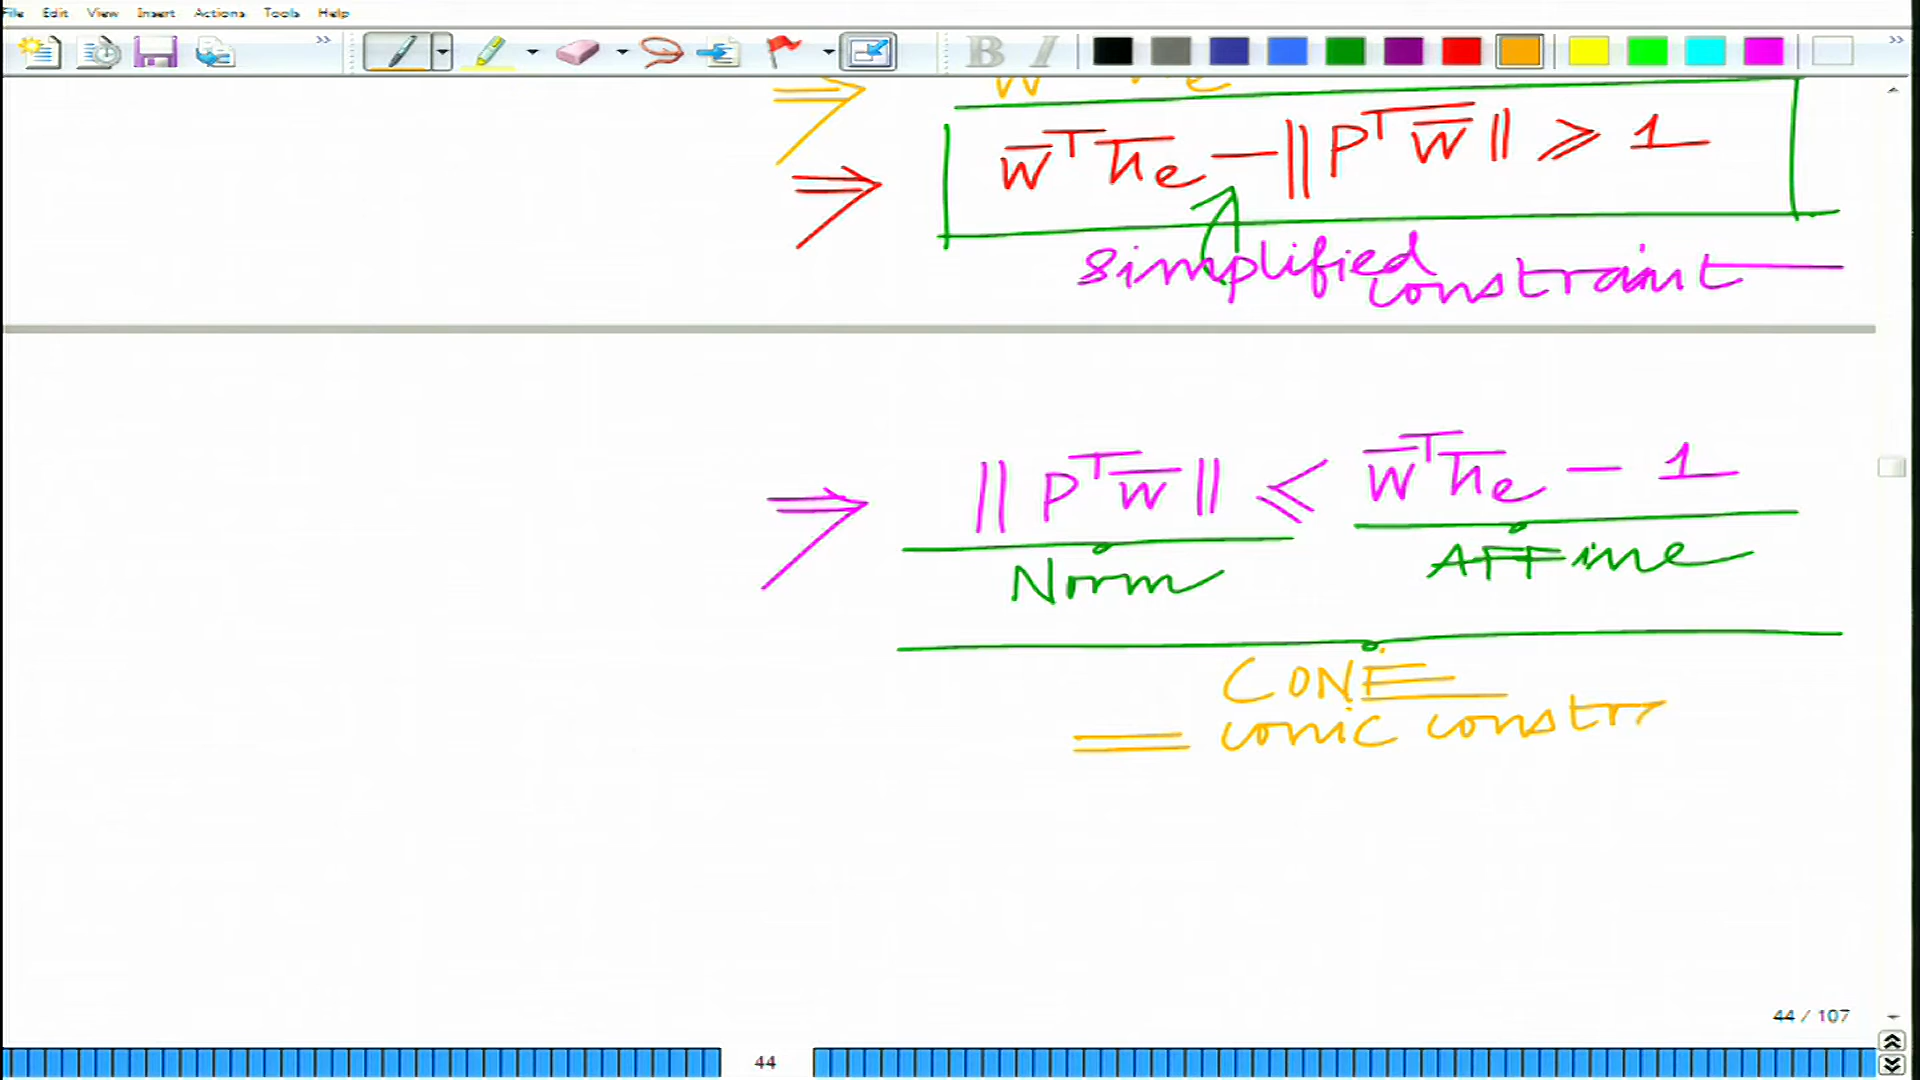 File Edit View Insert Actions Tools Help
w̅ᵀh̅e − ||Pᵀw̅|| ⩾ 1
simplified
constraint
⇒ ||Pᵀw̅|| ⩽ w̅ᵀh̅e − 1
Norm AFFine
CONE
= conic constr
44 / 107
44